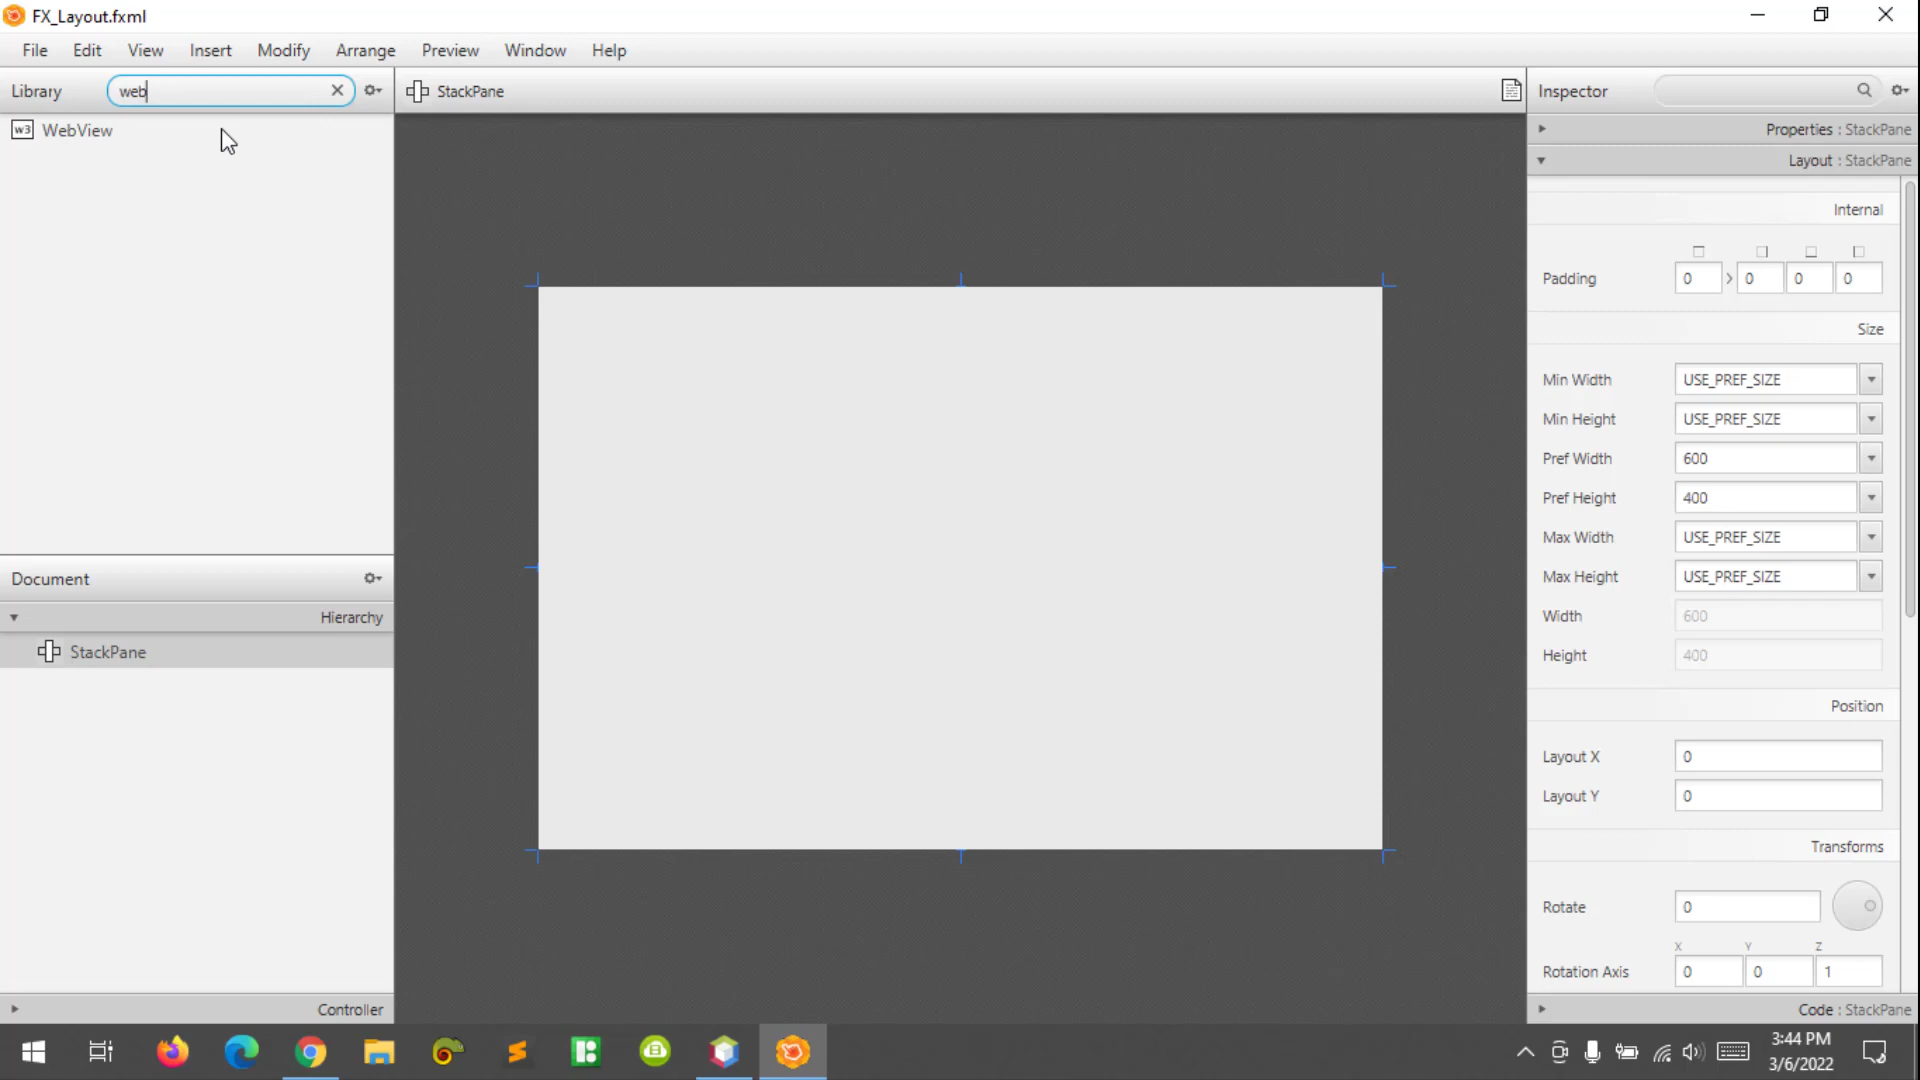 FX_Layout.fxml
File Edit View Insert Modify Arrange Preview Window Help
Library web
StackPane
Inspector
w3 WebView
Properties : StackPane
Layout : StackPane
Internal
Padding 0 > 0 0 0
Size
Min Width USE_PREF_SIZE
Min Height USE_PREF_SIZE
Pref Width 600
Pref Height 400
Max Width USE_PREF_SIZE
Max Height USE_PREF_SIZE
Width 600
Height 400
Position
Layout X 0
Layout Y 0
Transforms
Rotate 0
X Y Z
Rotation Axis 0 0 1
Code : StackPane
Document
Hierarchy
StackPane
Controller
3:44 PM
3/6/2022